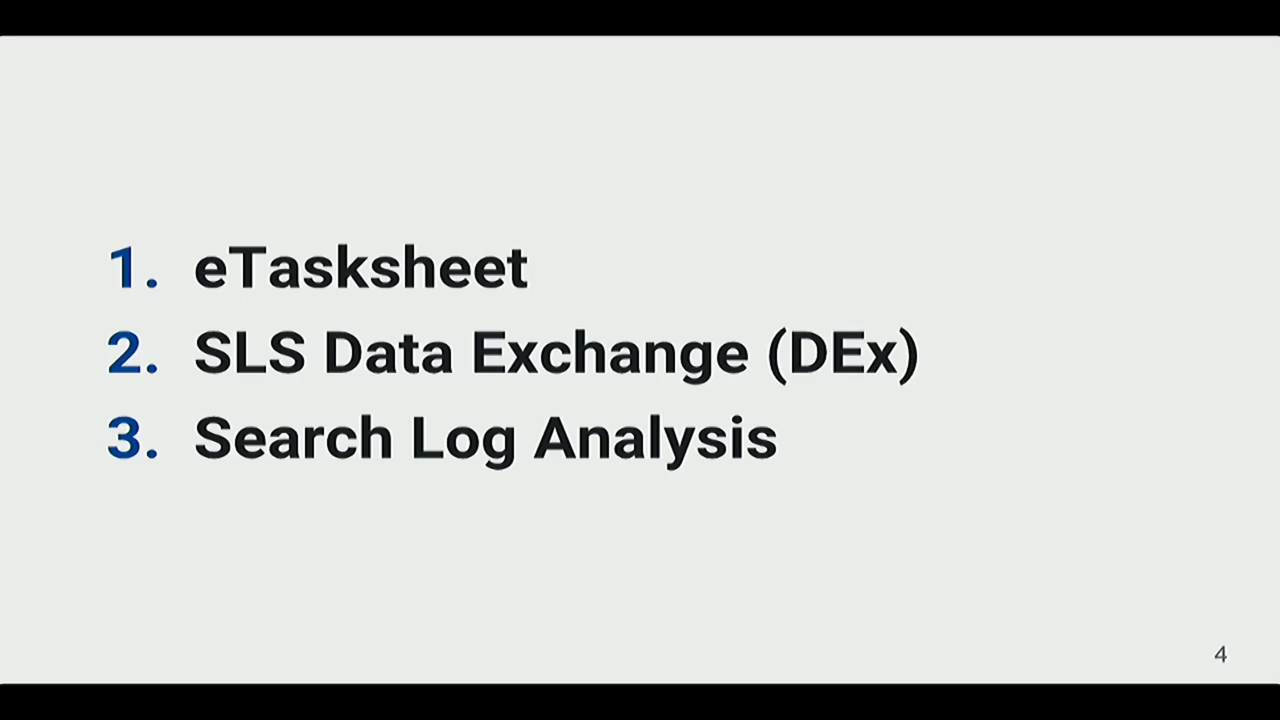 1. eTasksheet
2. SLS Data Exchange (DEx)
3. Search Log Analysis
4